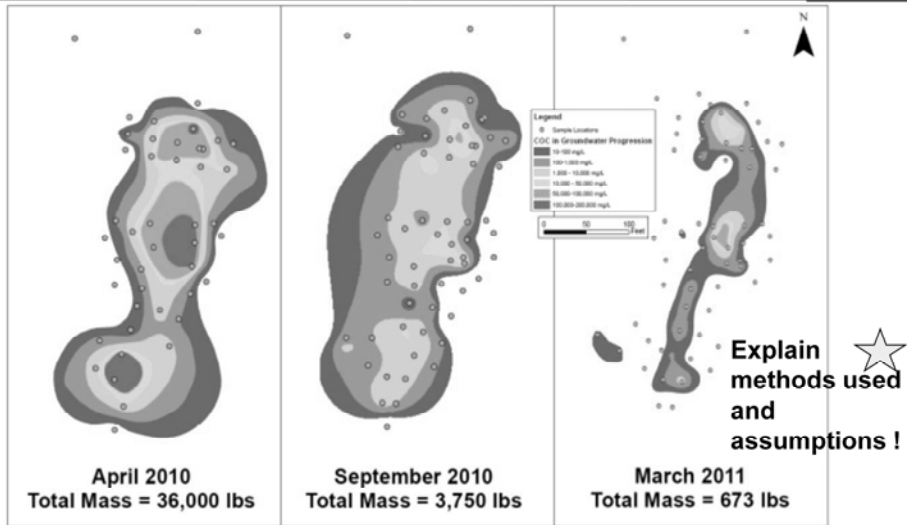 N
Legend
Sample Locations
COC in Groundwater Progression
10-100 mg/L
100-1,000 mg/L
1,000 - 10,000 mg/L
10,000 - 50,000 mg/L
50,000-100,000 mg/L
100,000-200,000 mg/L
0 50 100
Feet
Explain
methods used
and
assumptions !
April 2010
Total Mass = 36,000 lbs
September 2010
Total Mass = 3,750 lbs
March 2011
Total Mass = 673 lbs